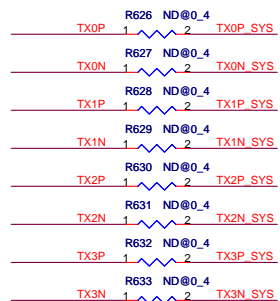 R626 ND@0_4
TX0P 1 2 TX0P_SYS
R627 ND@0_4
TX0N 1 2 TX0N_SYS
R628 ND@0_4
TX1P 1 2 TX1P_SYS
R629 ND@0_4
TX1N 1 2 TX1N_SYS
R630 ND@0_4
TX2P 1 2 TX2P_SYS
R631 ND@0_4
TX2N 1 2 TX2N_SYS
R632 ND@0_4
TX3P 1 2 TX3P_SYS
R633 ND@0_4
TX3N 1 2 TX3N_SYS